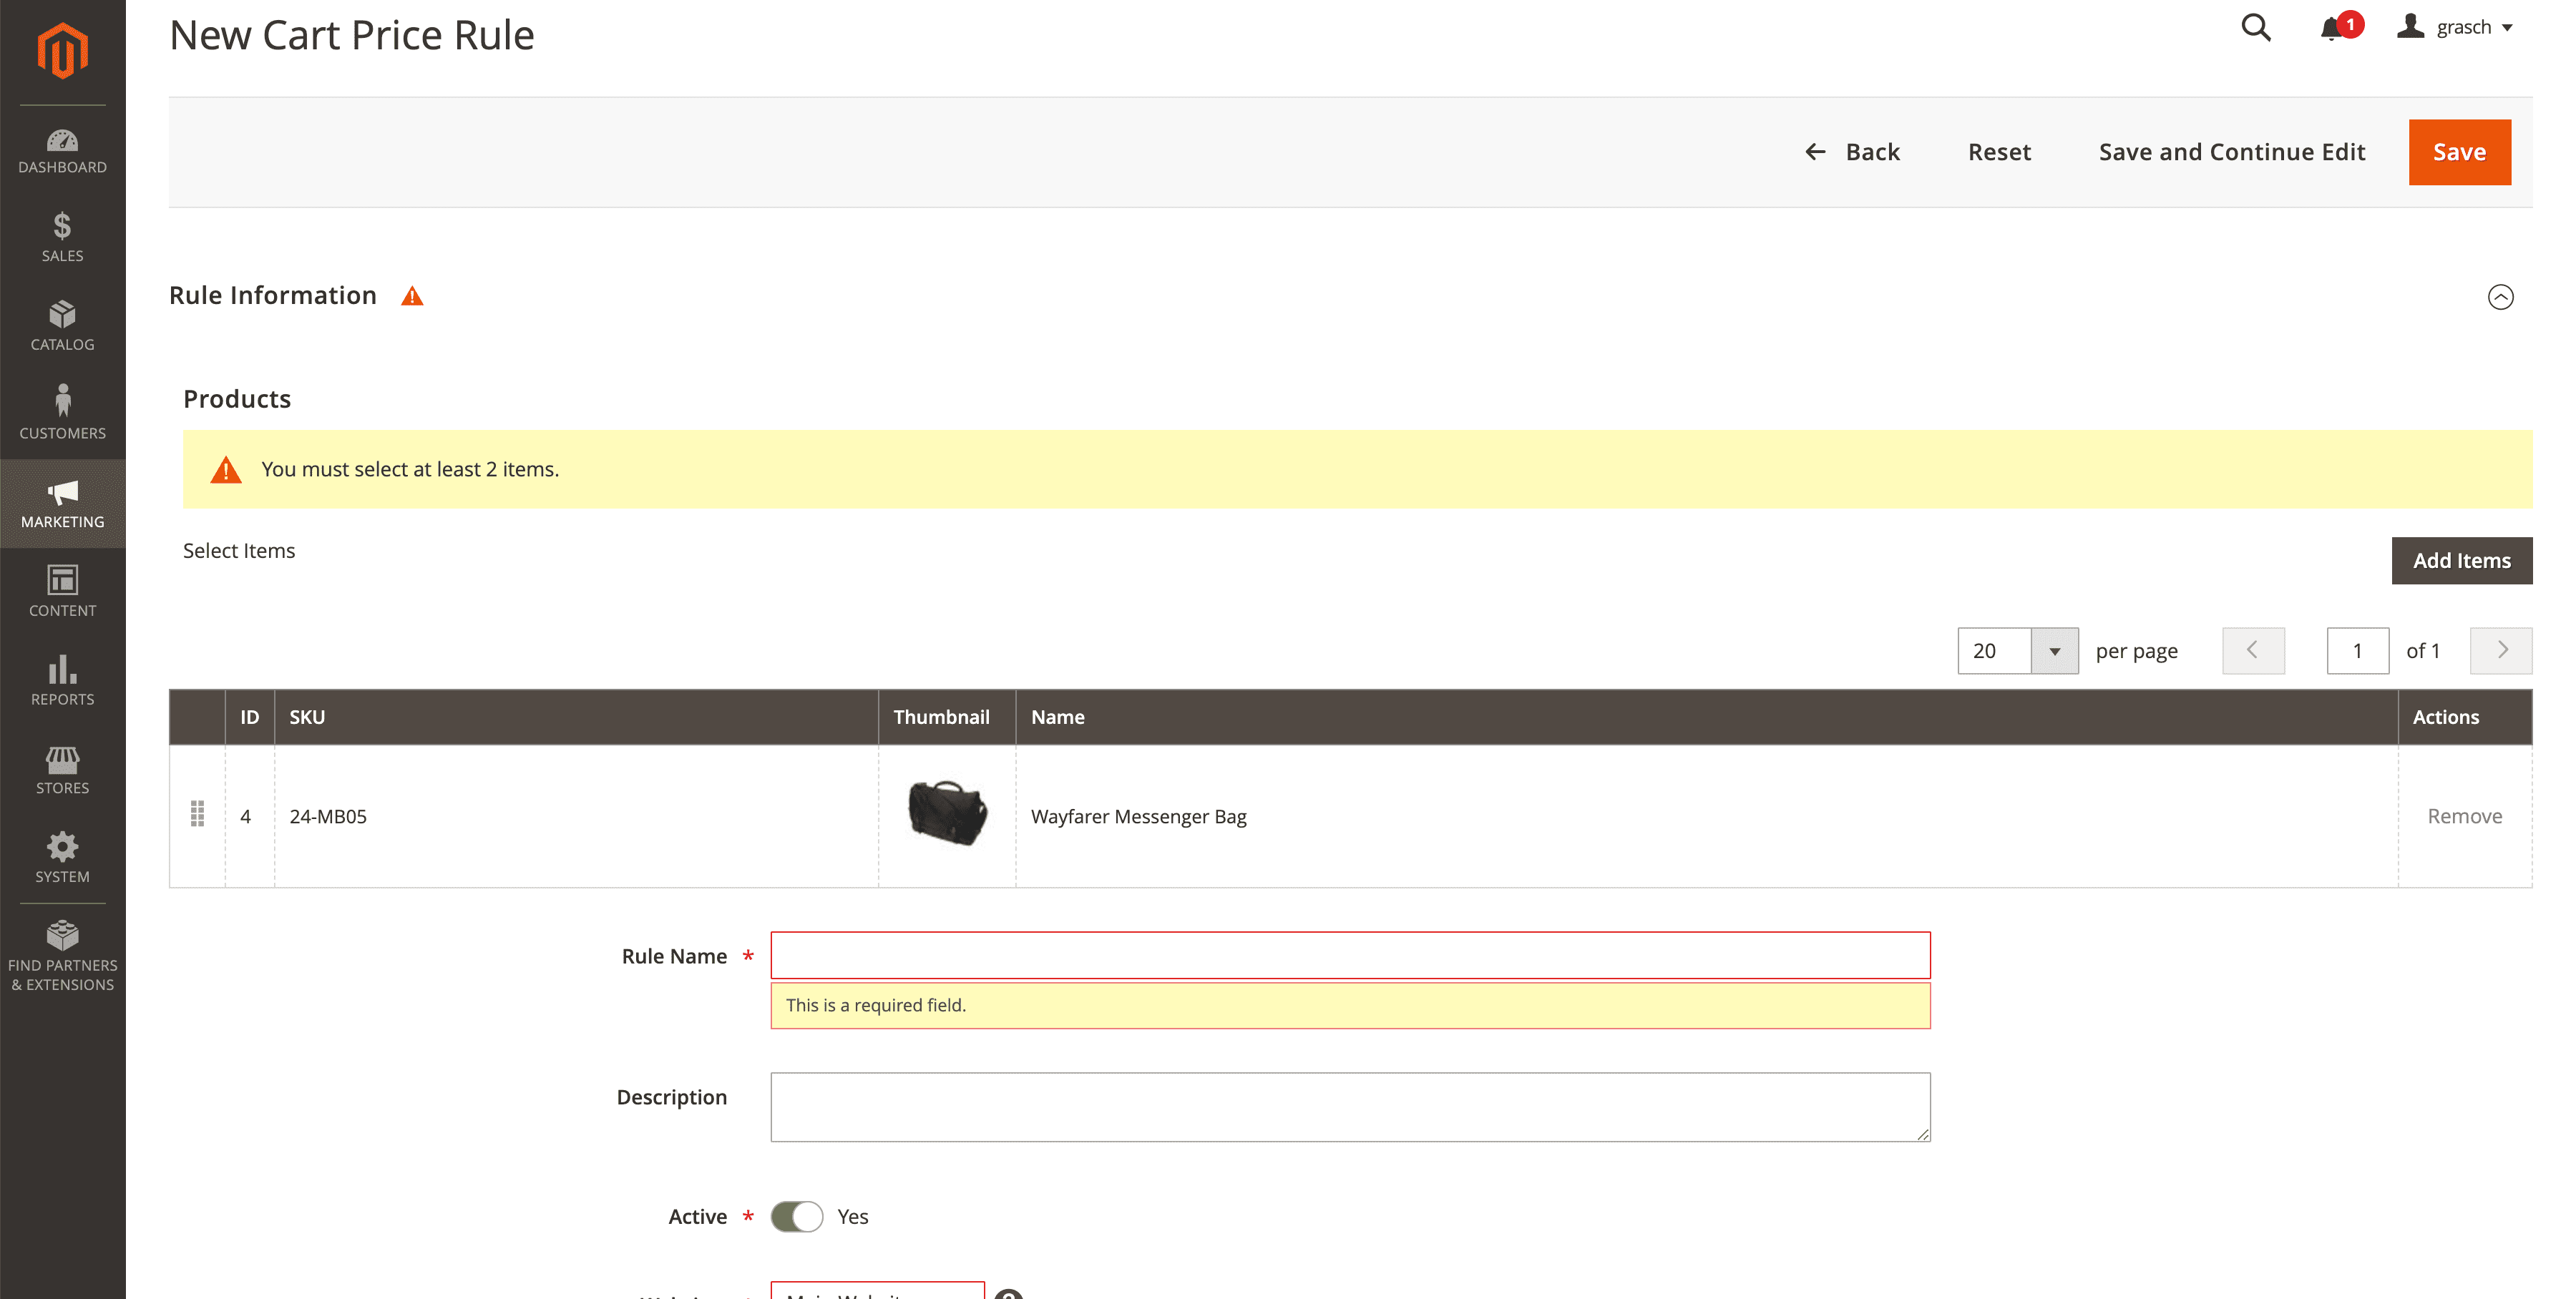 New Cart Price Rule
1
grasch
Back
Reset
Save and Continue Edit
Save
DASHBOARD
SALES
CATALOG
CUSTOMERS
MARKETING
CONTENT
REPORTS
STORES
SYSTEM
FIND PARTNERS
& EXTENSIONS
Rule Information
Products
You must select at least 2 items.
Select Items
Add Items
20 per page 1 of 1
ID SKU Thumbnail Name Actions
4 24-MB05 Wayfarer Messenger Bag Remove
Rule Name *
This is a required field.
Description
Active * Yes